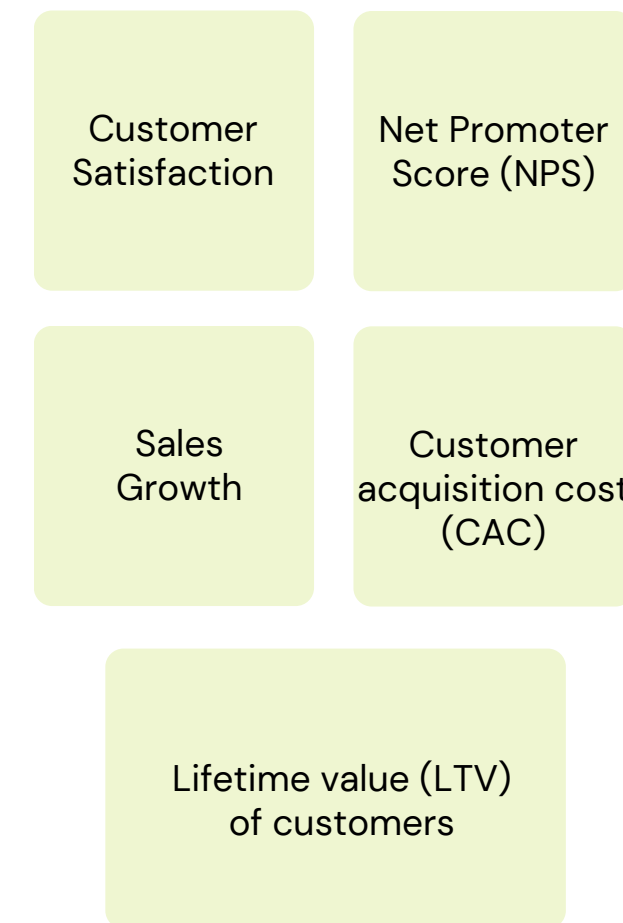 Customer
Satisfaction
Net Promoter
Score (NPS)
Sales
Growth
Customer
acquisition cost
(CAC)
Lifetime value (LTV)
of customers